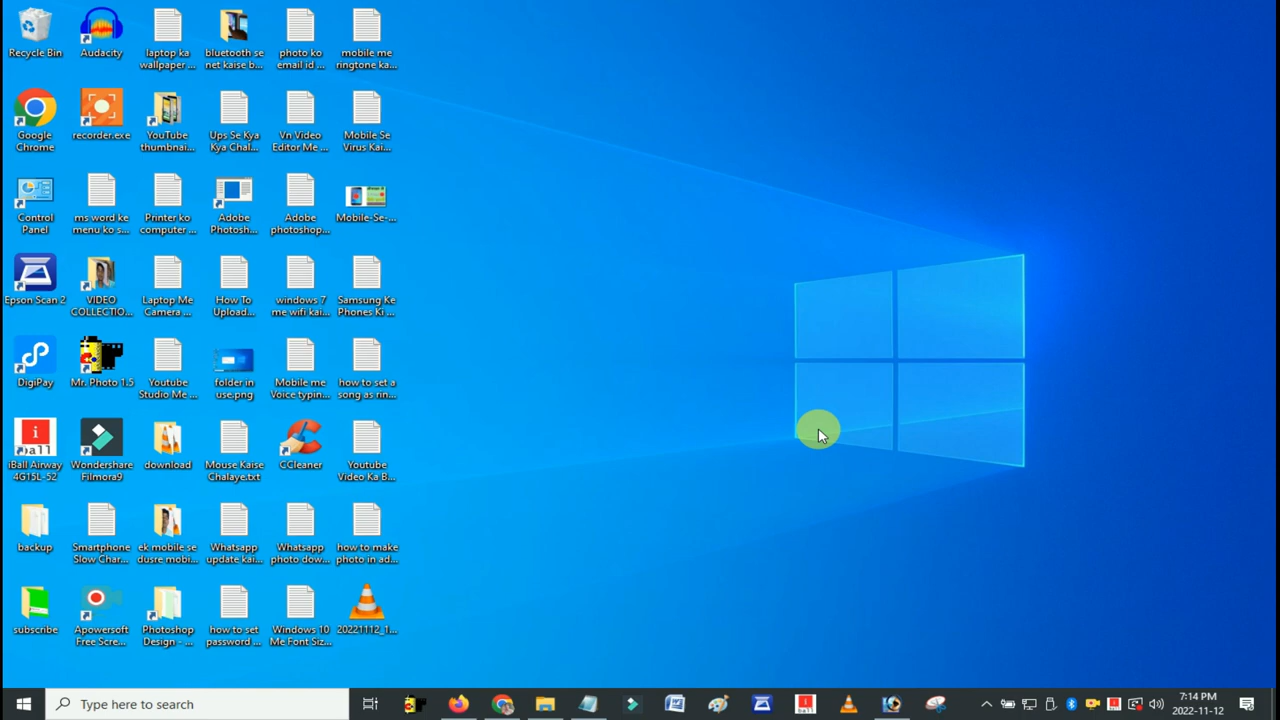 Recycle Bin
Audacity
laptop ka
wallpaper ...
bluetooth se
net kaise b...
photo ko
email id ...
mobile me
ringtone ka...
Google
Chrome
recorder.exe
YouTube
thumbnai...
Ups Se Kya
Kya Chal...
Vn Video
Editor Me ...
Mobile Se
Virus Kai...
Control
Panel
ms word ke
menu ko s...
Printer ko
computer ...
Adobe
Photosh...
Adobe
photoshop...
Mobile-Se-...
Epson Scan 2
VIDEO
COLLECTIO...
Laptop Me
Camera ...
How To
Upload...
windows 7
me wifi kai...
Samsung Ke
Phones Ki ...
DigiPay
Mr. Photo 1.5
Youtube
Studio Me ...
folder in
use.png
Mobile me
Voice typin...
how to set a
song as rin...
i
ball
iBall Airway
4G15L-52
Wondershare
Filmora9
download
Mouse Kaise
Chalaye.txt
CCleaner
Youtube
Video Ka B...
backup
Smartphone
Slow Char...
ek mobile se
dusre mobi...
Whatsapp
update kai...
Whatsapp
photo dow...
how to make
photo in ad...
subscribe
Apowersoft
Free Scre...
Photoshop
Design - ...
how to set
password ...
Windows 10
Me Font Siz...
20221112_1...
Type here to search
7:14 PM
2022-11-12